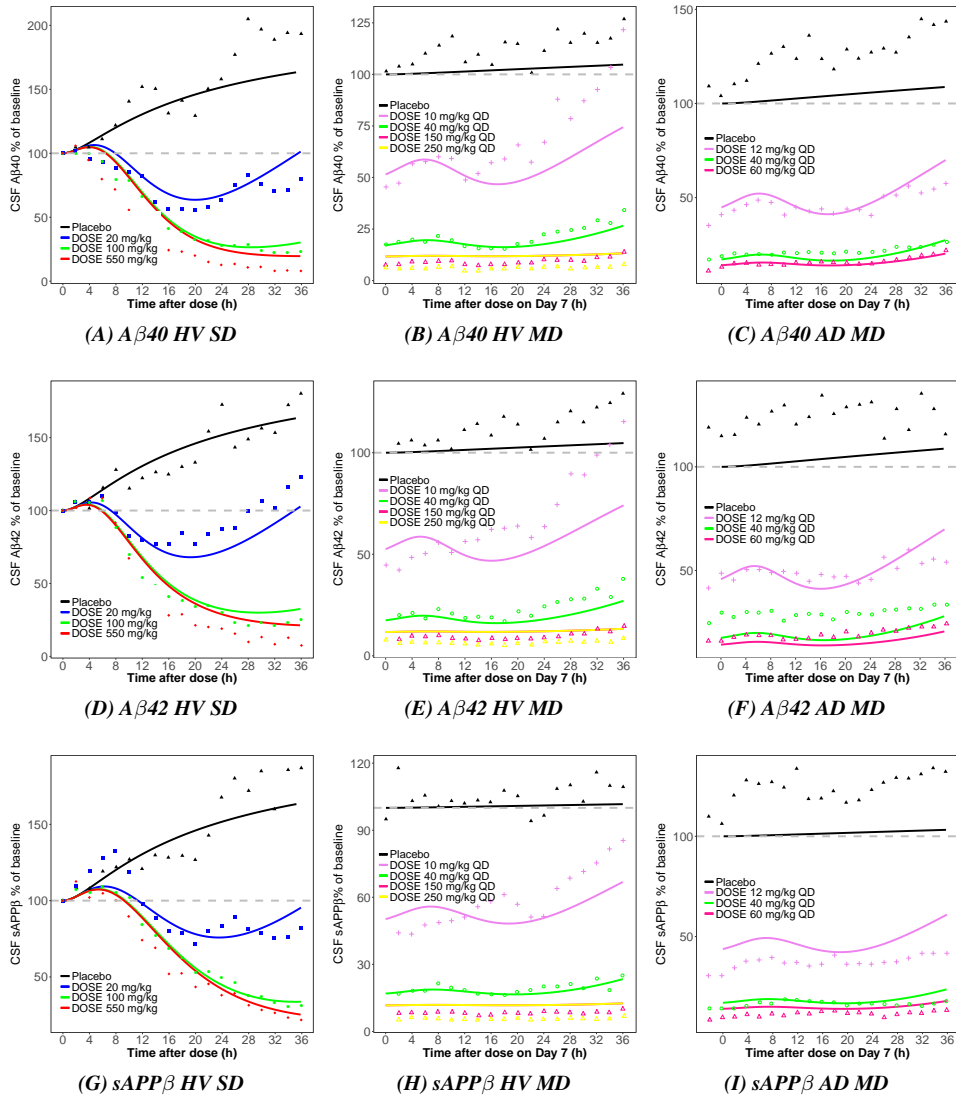 CSF Aβ40 % of baseline
200
150
100
50
0
Placebo
DOSE 20 mg/kg
DOSE 100 mg/kg
DOSE 550 mg/kg
0 4 8 12 16 20 24 28 32 36
Time after dose (h)
(A) Aβ40 HV SD
CSF Aβ40 % of baseline
125
100
75
50
25
0
Placebo
DOSE 10 mg/kg QD
DOSE 40 mg/kg QD
DOSE 150 mg/kg QD
DOSE 250 mg/kg QD
0 4 8 12 16 20 24 28 32 36
Time after dose on Day 7 (h)
(B) Aβ40 HV MD
CSF Aβ40 % of baseline
150
100
50
Placebo
DOSE 12 mg/kg QD
DOSE 40 mg/kg QD
DOSE 60 mg/kg QD
0 4 8 12 16 20 24 28 32 36
Time after dose on Day 7 (h)
(C) Aβ40 AD MD
CSF Aβ42 % of baseline
150
100
50
0
Placebo
DOSE 20 mg/kg
DOSE 100 mg/kg
DOSE 550 mg/kg
0 4 8 12 16 20 24 28 32 36
Time after dose (h)
(D) Aβ42 HV SD
CSF Aβ42 % of baseline
100
50
0
Placebo
DOSE 10 mg/kg QD
DOSE 40 mg/kg QD
DOSE 150 mg/kg QD
DOSE 250 mg/kg QD
0 4 8 12 16 20 24 28 32 36
Time after dose on Day 7 (h)
(E) Aβ42 HV MD
CSF Aβ42 % of baseline
100
50
Placebo
DOSE 12 mg/kg QD
DOSE 40 mg/kg QD
DOSE 60 mg/kg QD
0 4 8 12 16 20 24 28 32 36
Time after dose on Day 7 (h)
(F) Aβ42 AD MD
CSF sAPPβ % of baseline
150
100
50
Placebo
DOSE 20 mg/kg
DOSE 100 mg/kg
DOSE 550 mg/kg
0 4 8 12 16 20 24 28 32 36
Time after dose (h)
(G) sAPPβ HV SD
CSF sAPPβ% of baseline
120
90
60
30
0
Placebo
DOSE 10 mg/kg QD
DOSE 40 mg/kg QD
DOSE 150 mg/kg QD
DOSE 250 mg/kg QD
0 4 8 12 16 20 24 28 32 36
Time after dose on Day 7 (h)
(H) sAPPβ HV MD
CSF sAPPβ % of baseline
100
50
Placebo
DOSE 12 mg/kg QD
DOSE 40 mg/kg QD
DOSE 60 mg/kg QD
0 4 8 12 16 20 24 28 32 36
Time after dose on Day 7 (h)
(I) sAPPβ AD MD